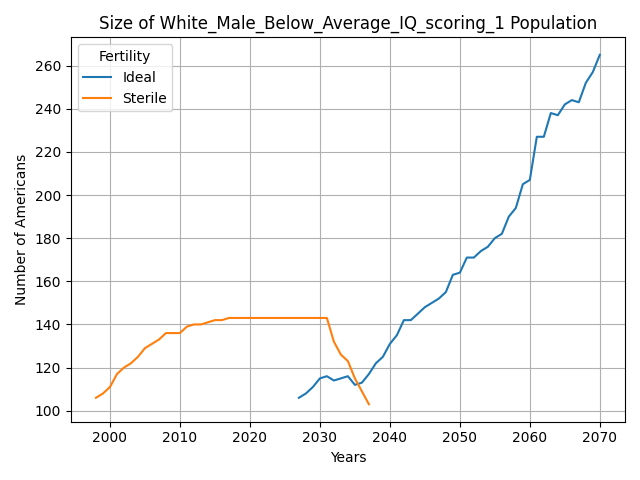 Size of White_Male_Below_Average_IQ_scoring_1 Population
Fertility
Ideal
Sterile
Number of Americans
260
240
220
200
180
160
140
120
100
2000 2010 2020 2030 2040 2050 2060 2070
Years